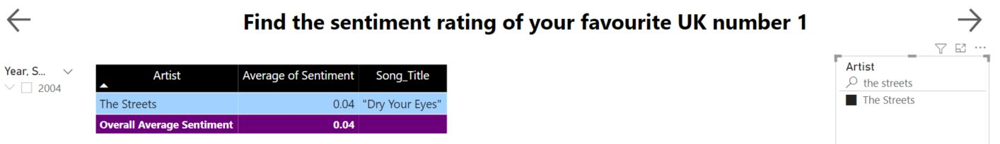 Find the sentiment rating of your favourite UK number 1
Year, S...
2004
Artist Average of Sentiment Song_Title
The Streets 0.04 "Dry Your Eyes"
Overall Average Sentiment 0.04
Artist
the streets
The Streets